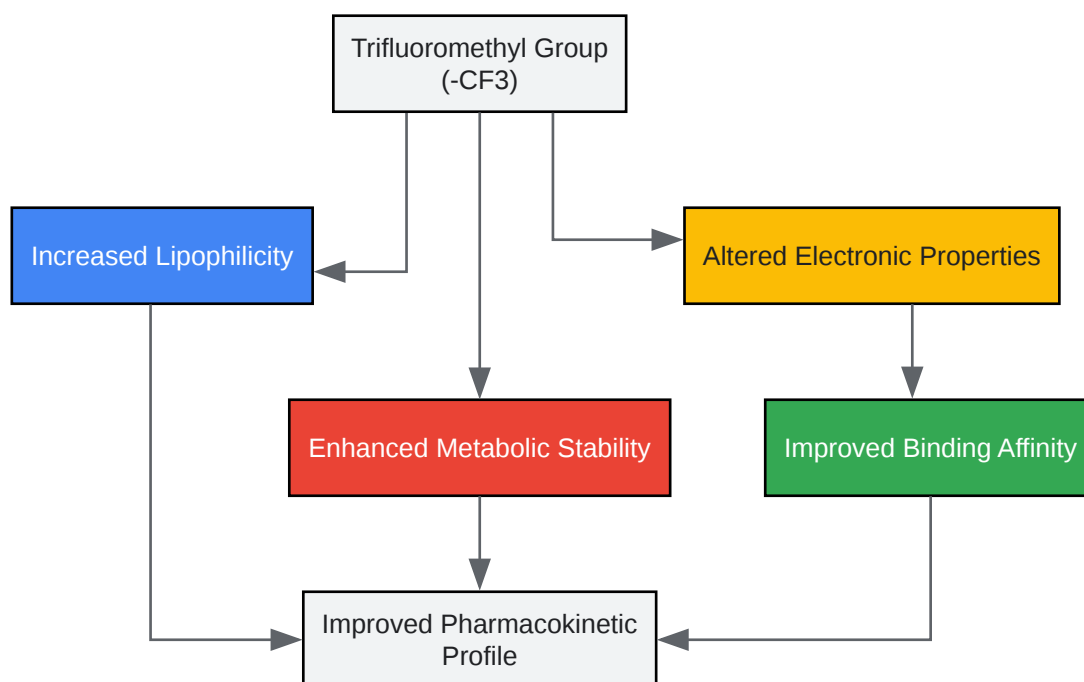 Trifluoromethyl Group
(-CF3)
Increased Lipophilicity
Altered Electronic Properties
Enhanced Metabolic Stability
Improved Binding Affinity
Improved Pharmacokinetic
Profile